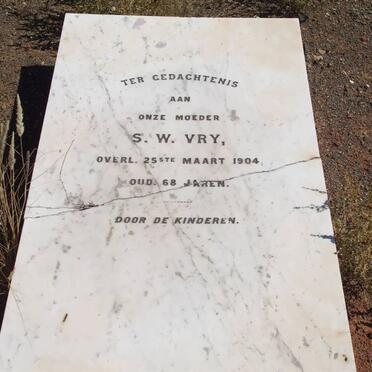 TER GEDACHTENIS
AAN
ONZE MOEDER
S. W. VRY,
OVERL. 25STE MAART 1904
OUD. 68 JAREN.
DOOR DE KINDEREN.